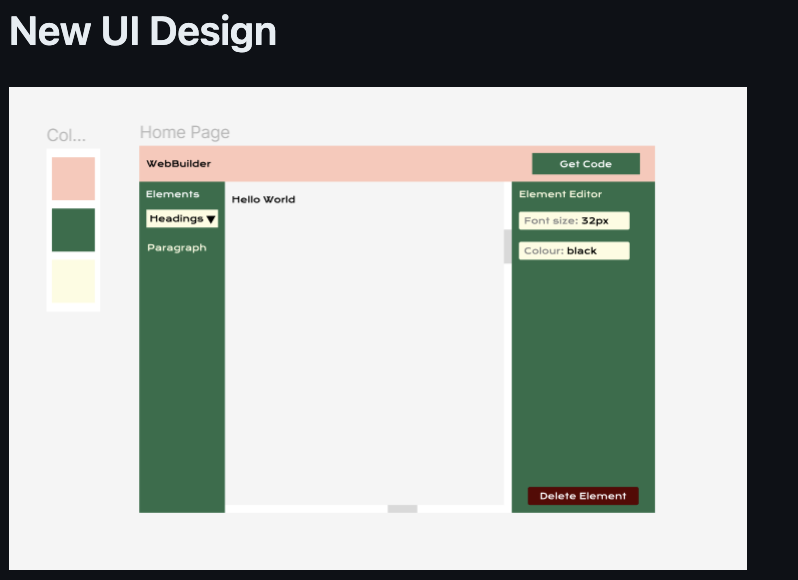 New UI Design
Col...
Home Page
WebBuilder
Get Code
Elements
Headings ▼
Paragraph
Hello World
Element Editor
Font size: 32px
Colour: black
Delete Element